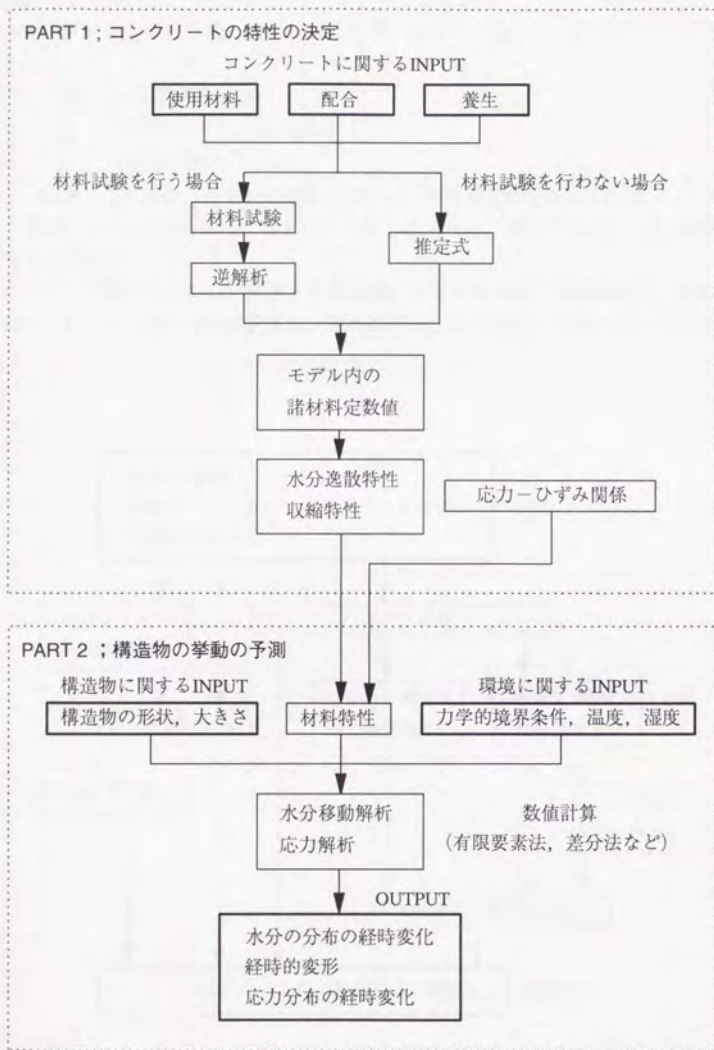 PART 1 ; コンクリートの特性の決定
コンクリートに関するINPUT
使用材料
配合
養生
材料試験を行う場合
材料試験を行わない場合
材料試験
推定式
逆解析
モデル内の
諸材料定数値
水分逸散特性
収縮特性
応力－ひずみ関係
PART 2 ; 構造物の挙動の予測
構造物に関するINPUT
環境に関するINPUT
構造物の形状，大きさ
材料特性
力学的境界条件，温度，湿度
水分移動解析
応力解析
数値計算
（有限要素法，差分法など）
OUTPUT
水分の分布の経時変化
経時的変形
応力分布の経時変化